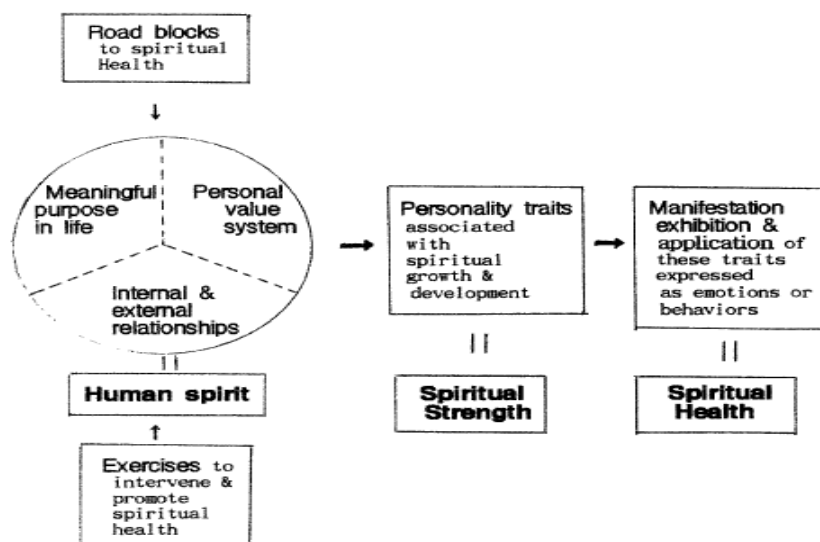 Road blocks
to spiritual
Health
Meaningful
purpose
in life
Personal
value
system
Internal &
external
relationships
Human spirit
Exercises to
intervene &
promote
spiritual
health
Personality traits
associated
with
spiritual
growth &
development
Spiritual
Strength
Manifestation
exhibition &
application of
these traits
expressed
as emotions or
behaviors
Spiritual
Health